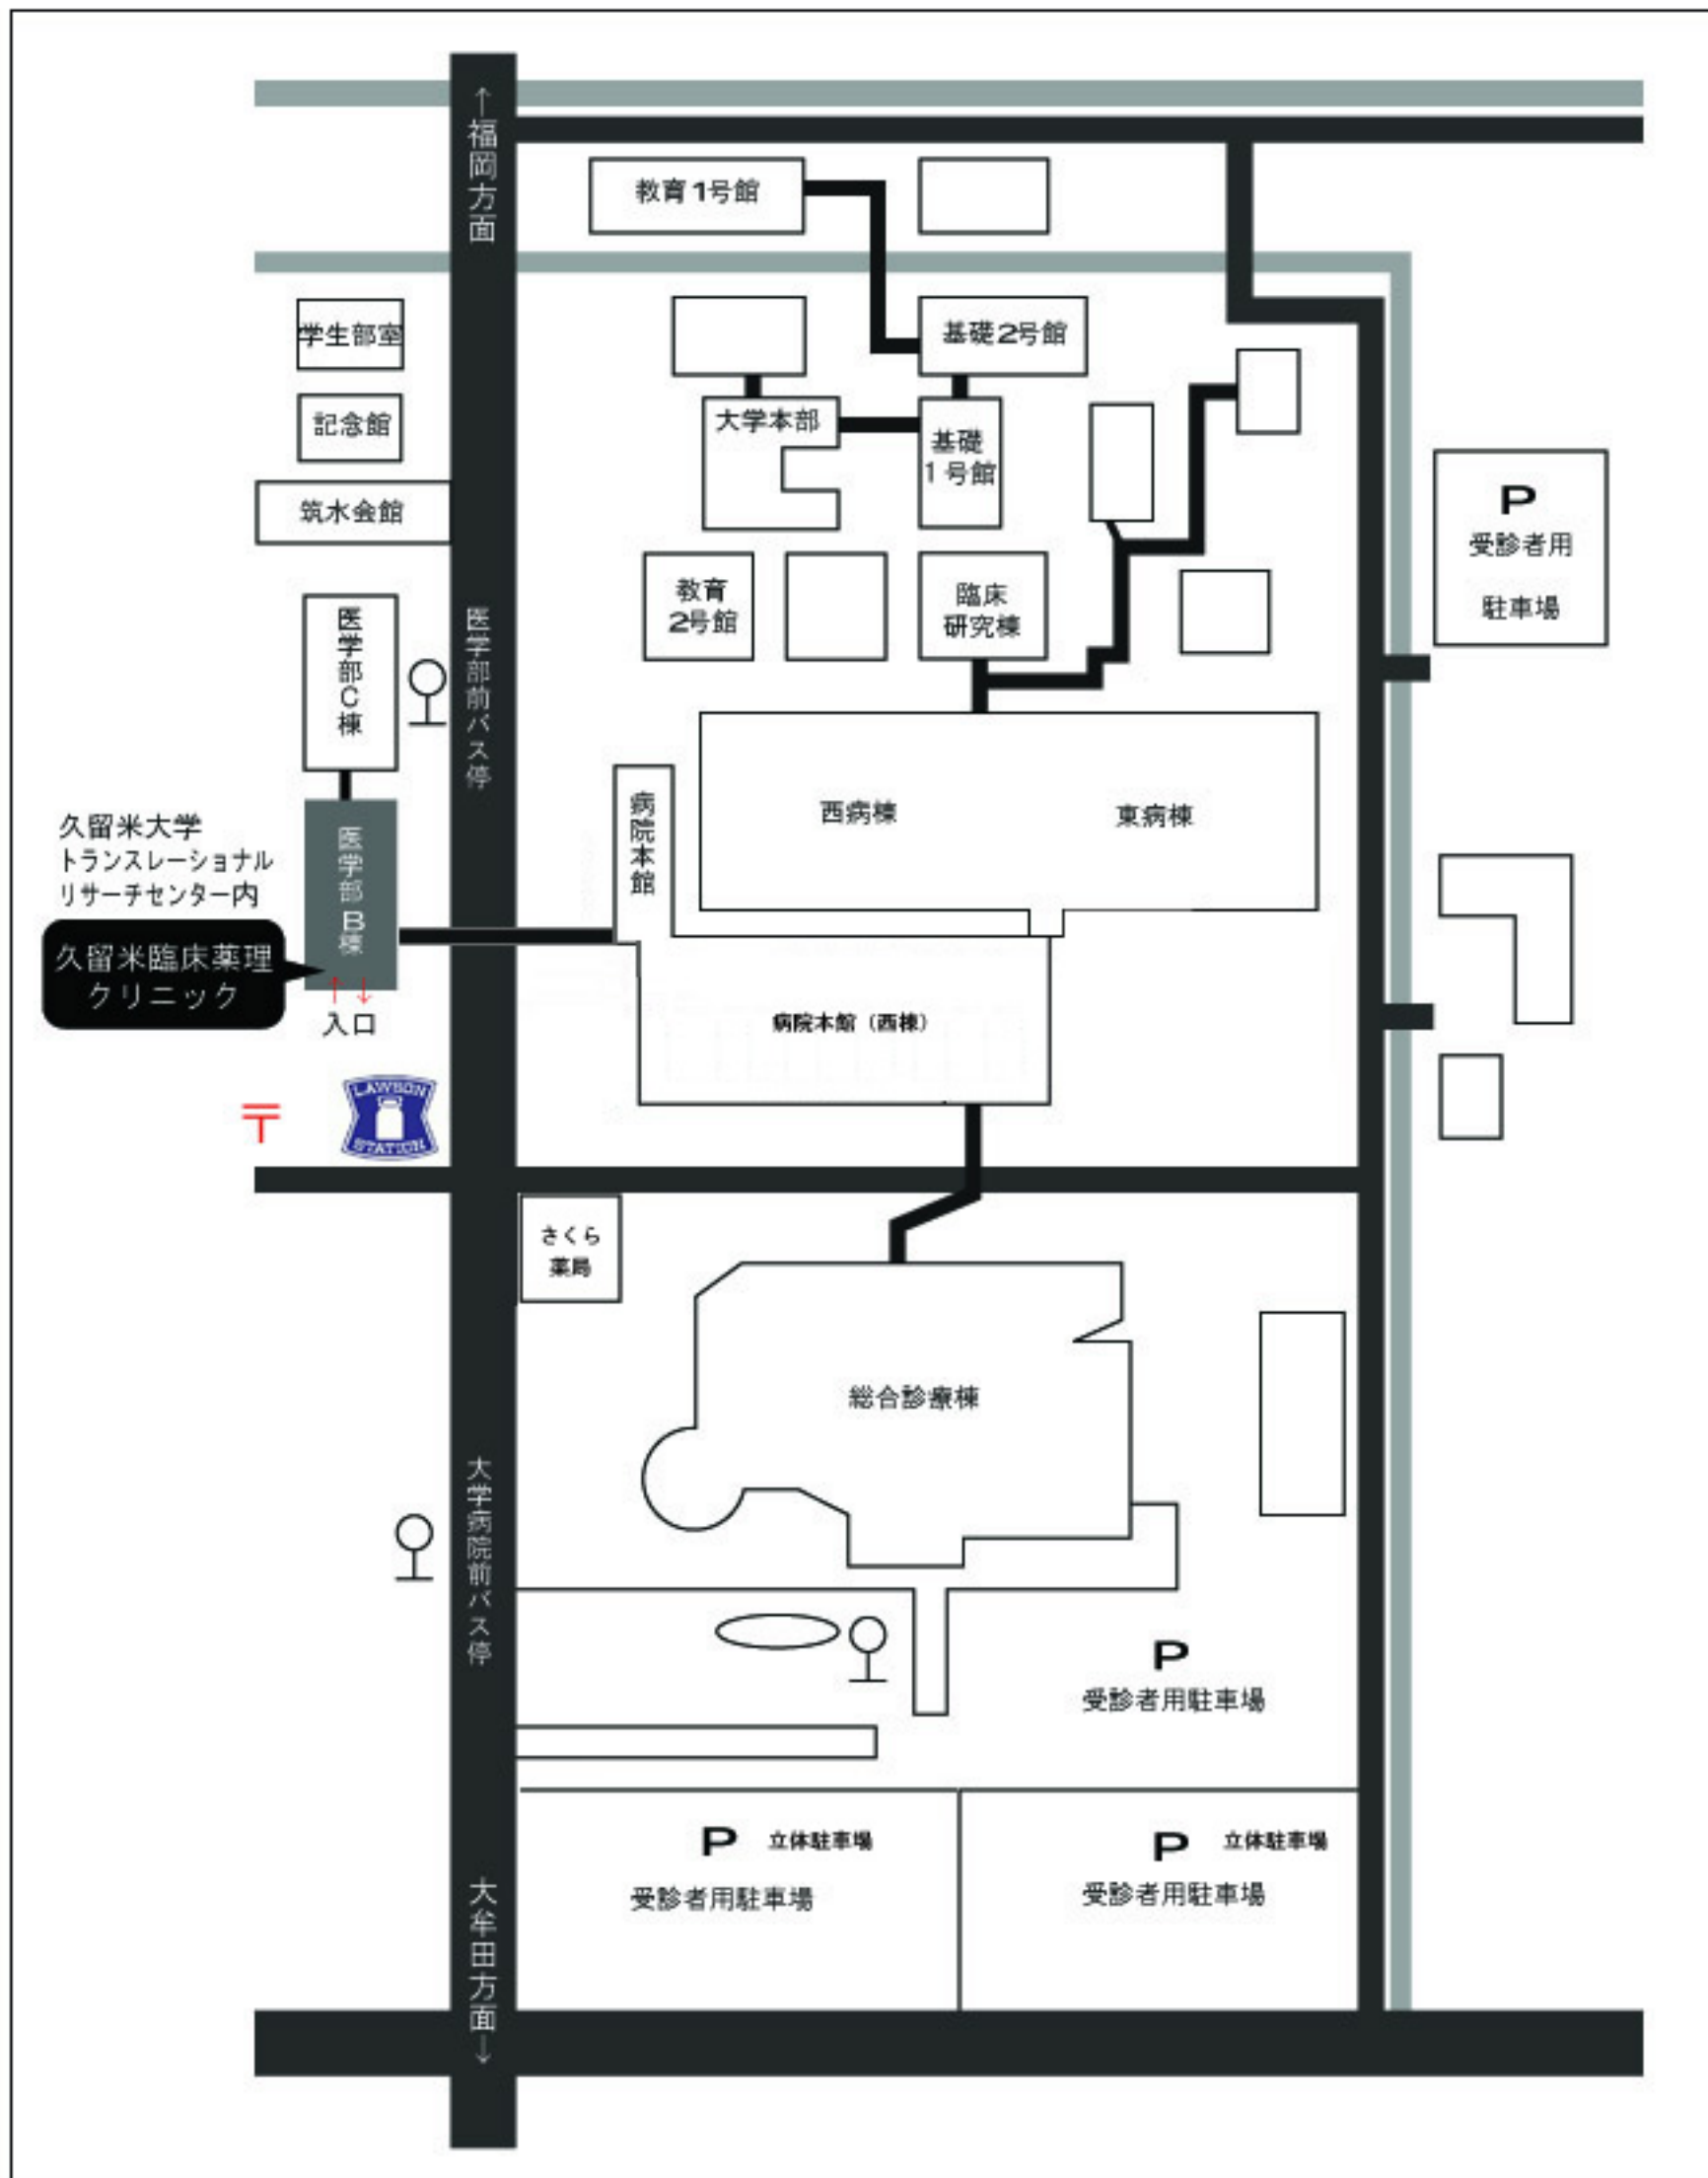 ↑福岡方面
教育1号館
学生部室
基礎2号館
記念館
大学本部
基礎
1号館
筑水会館
P
受診者用
駐車場
教育
2号館
臨床
研究棟
医学部C棟
医学部前バス停
西病棟
東病棟
病院本館
久留米大学
トランスレーショナル
リサーチセンター内
医学部B棟
久留米臨床薬理
クリニック
↑↓
入口
病院本館（西棟）
〒
LAWSON
STATION
さくら
薬局
総合診療棟
大学病院前バス停
P
受診者用駐車場
P 立体駐車場
受診者用駐車場
P 立体駐車場
受診者用駐車場
大牟田方面↓